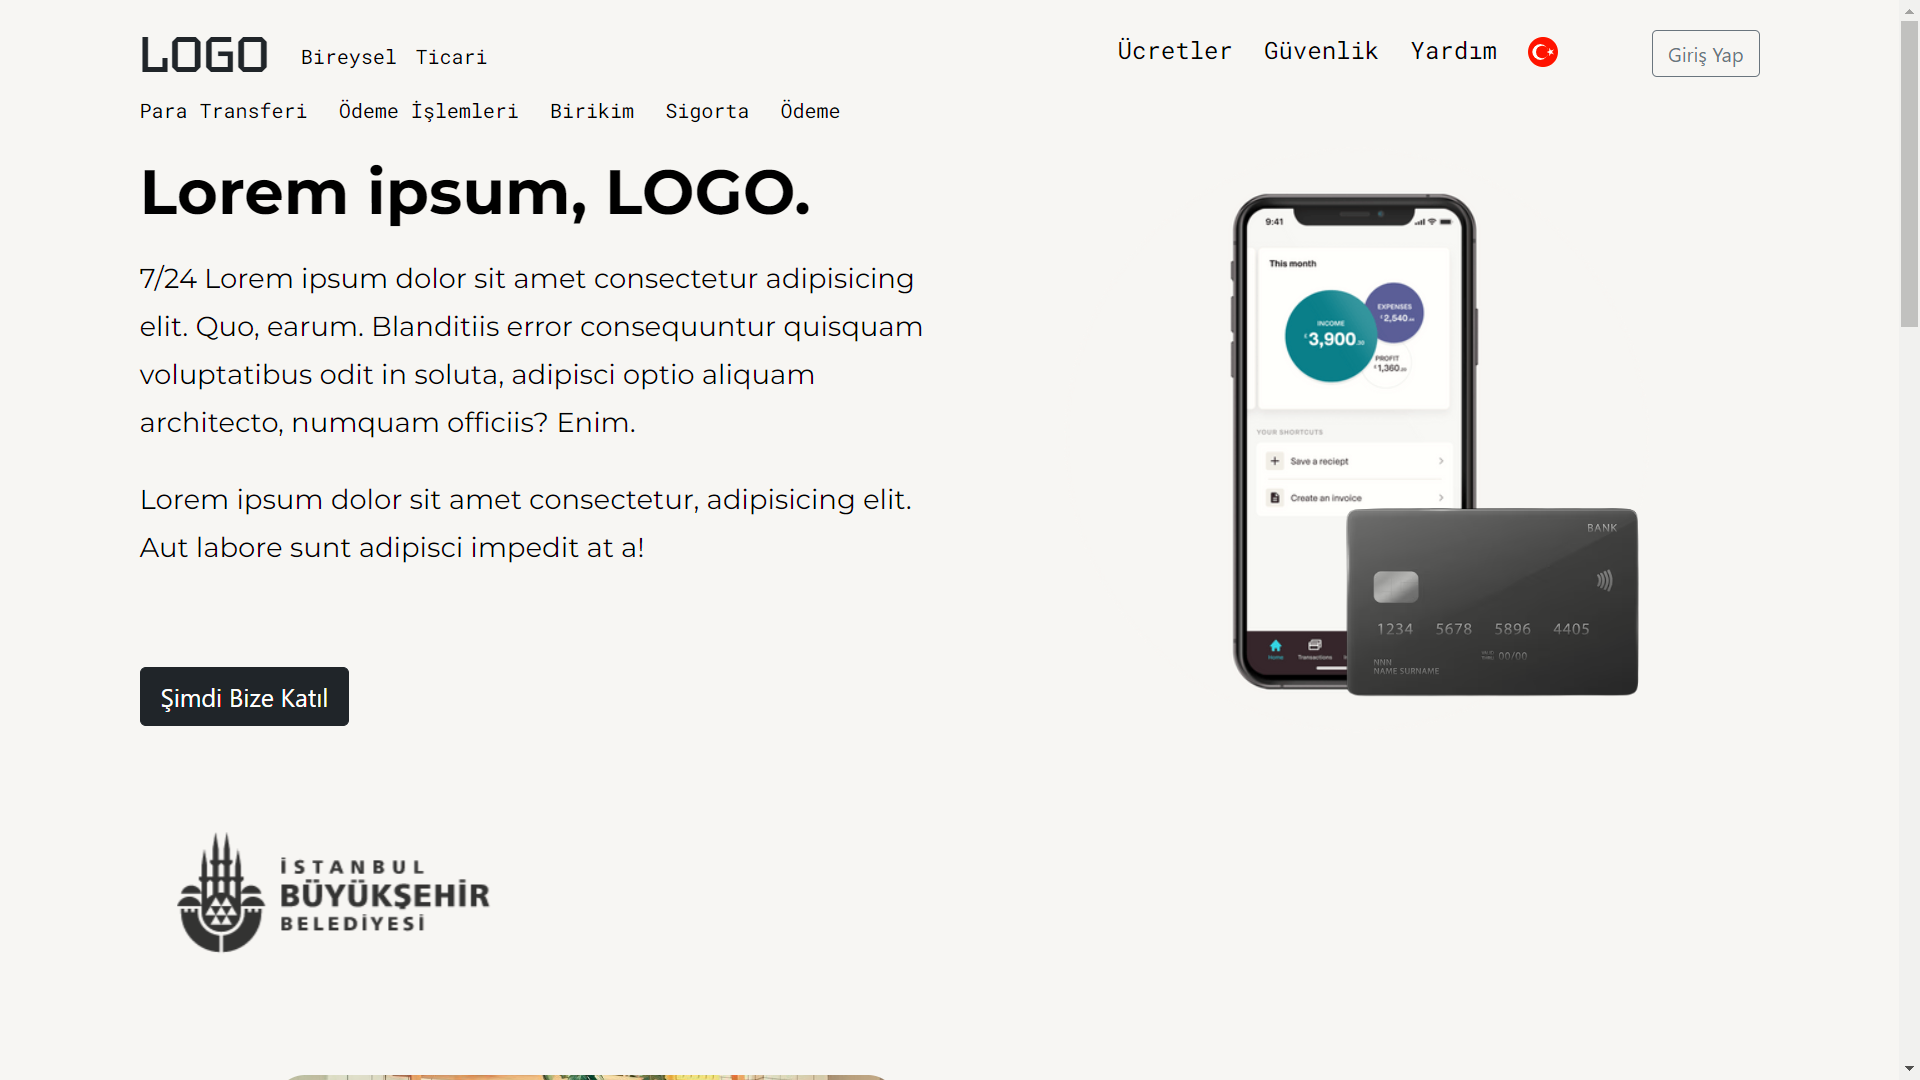 LOGO
Bireysel Ticari
Ücretler Güvenlik Yardım
Giriş Yap
Para Transferi Ödeme İşlemleri Birikim Sigorta Ödeme
Lorem ipsum, LOGO.
7/24 Lorem ipsum dolor sit amet consectetur adipisicing
elit. Quo, earum. Blanditiis error consequuntur quisquam
voluptatibus odit in soluta, adipisci optio aliquam
architecto, numquam officiis? Enim.
Lorem ipsum dolor sit amet consectetur, adipisicing elit.
Aut labore sunt adipisci impedit at a!
Şimdi Bize Katıl
9:41
This month
EXPENSES
£2,540
INCOME
£3,900
PROFIT
£1,360
YOUR SHORTCUTS
Save a reciept
Create an invoice
Home Transactions
BANK
1234 5678 5896 4405
00/00
NNN
NAME SURNAME
İSTANBUL
BÜYÜKŞEHİR
BELEDİYESİ